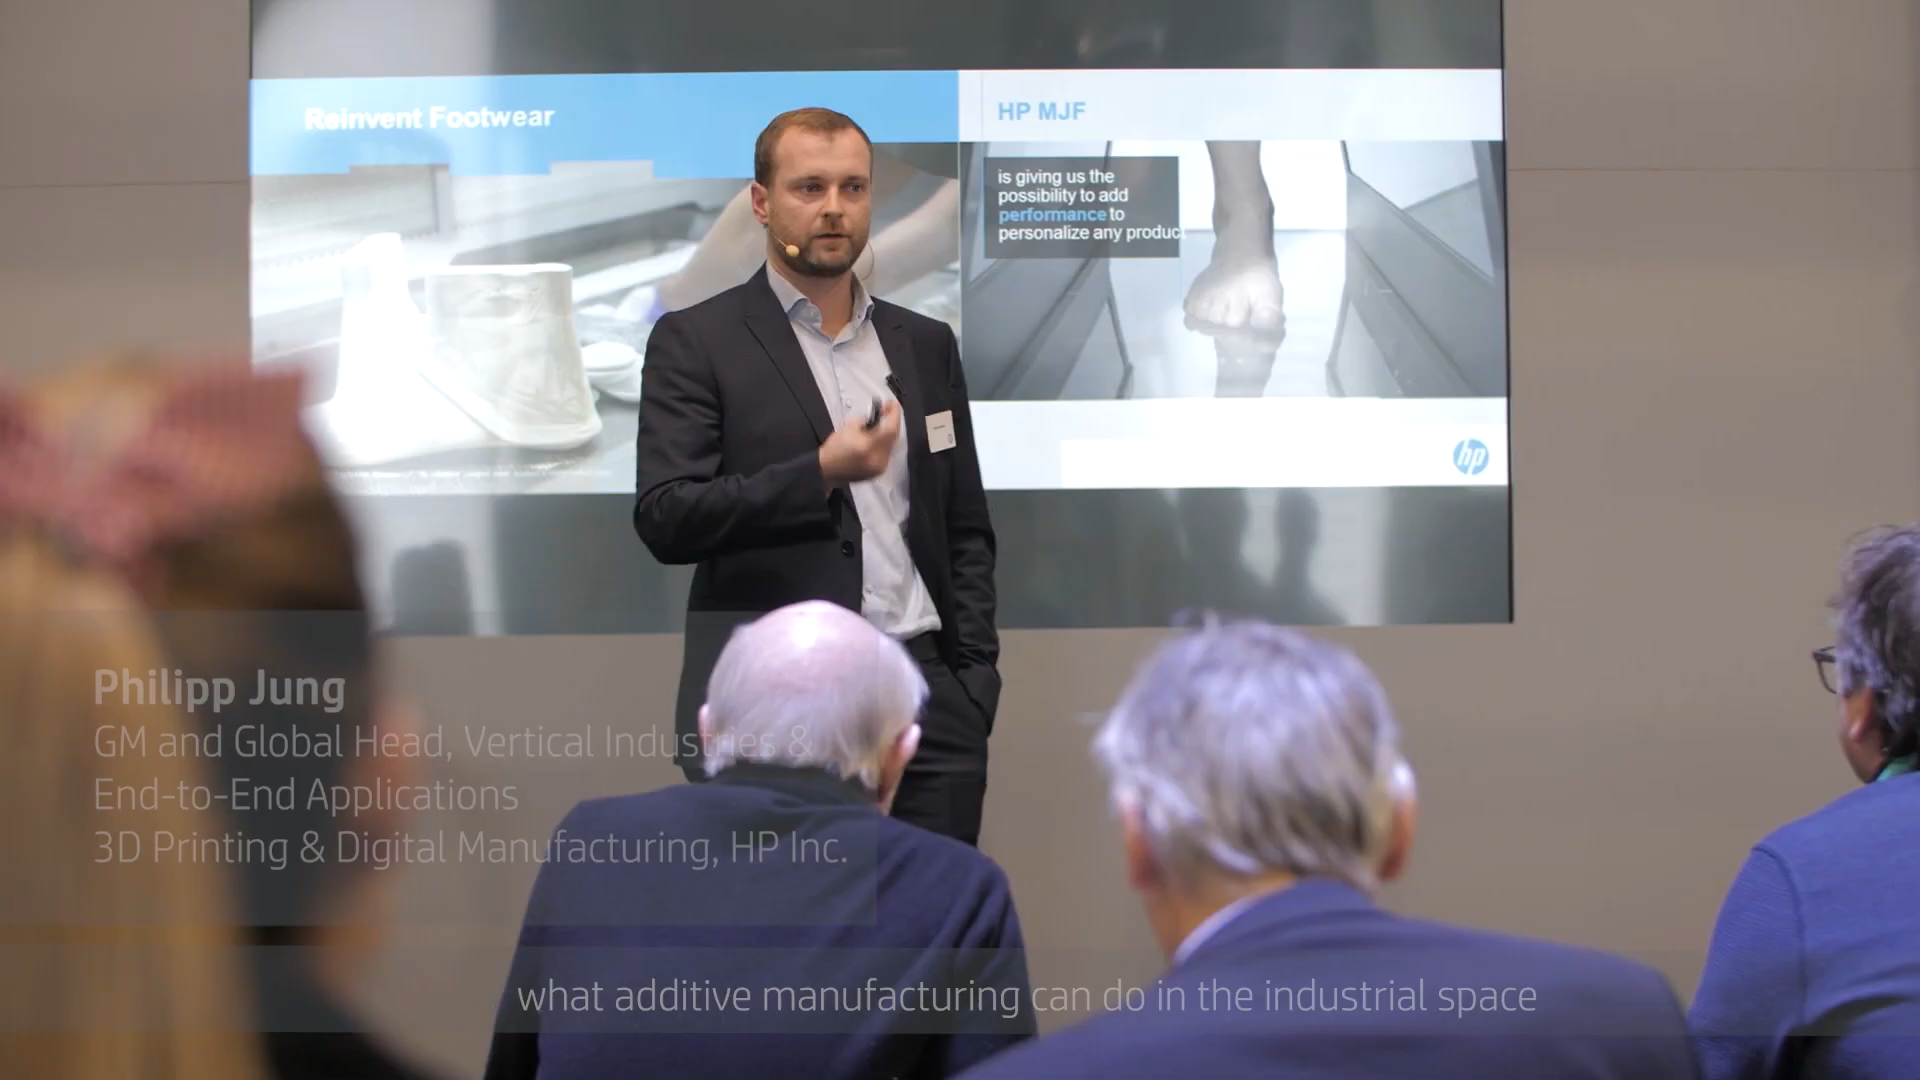 Reinvent Footwear
HP MJF
is giving us the
possibility to add
performance to
personalize any product
hp
Philipp Jung
GM and Global Head, Vertical Industries &
End-to-End Applications
3D Printing & Digital Manufacturing, HP Inc.
what additive manufacturing can do in the industrial space